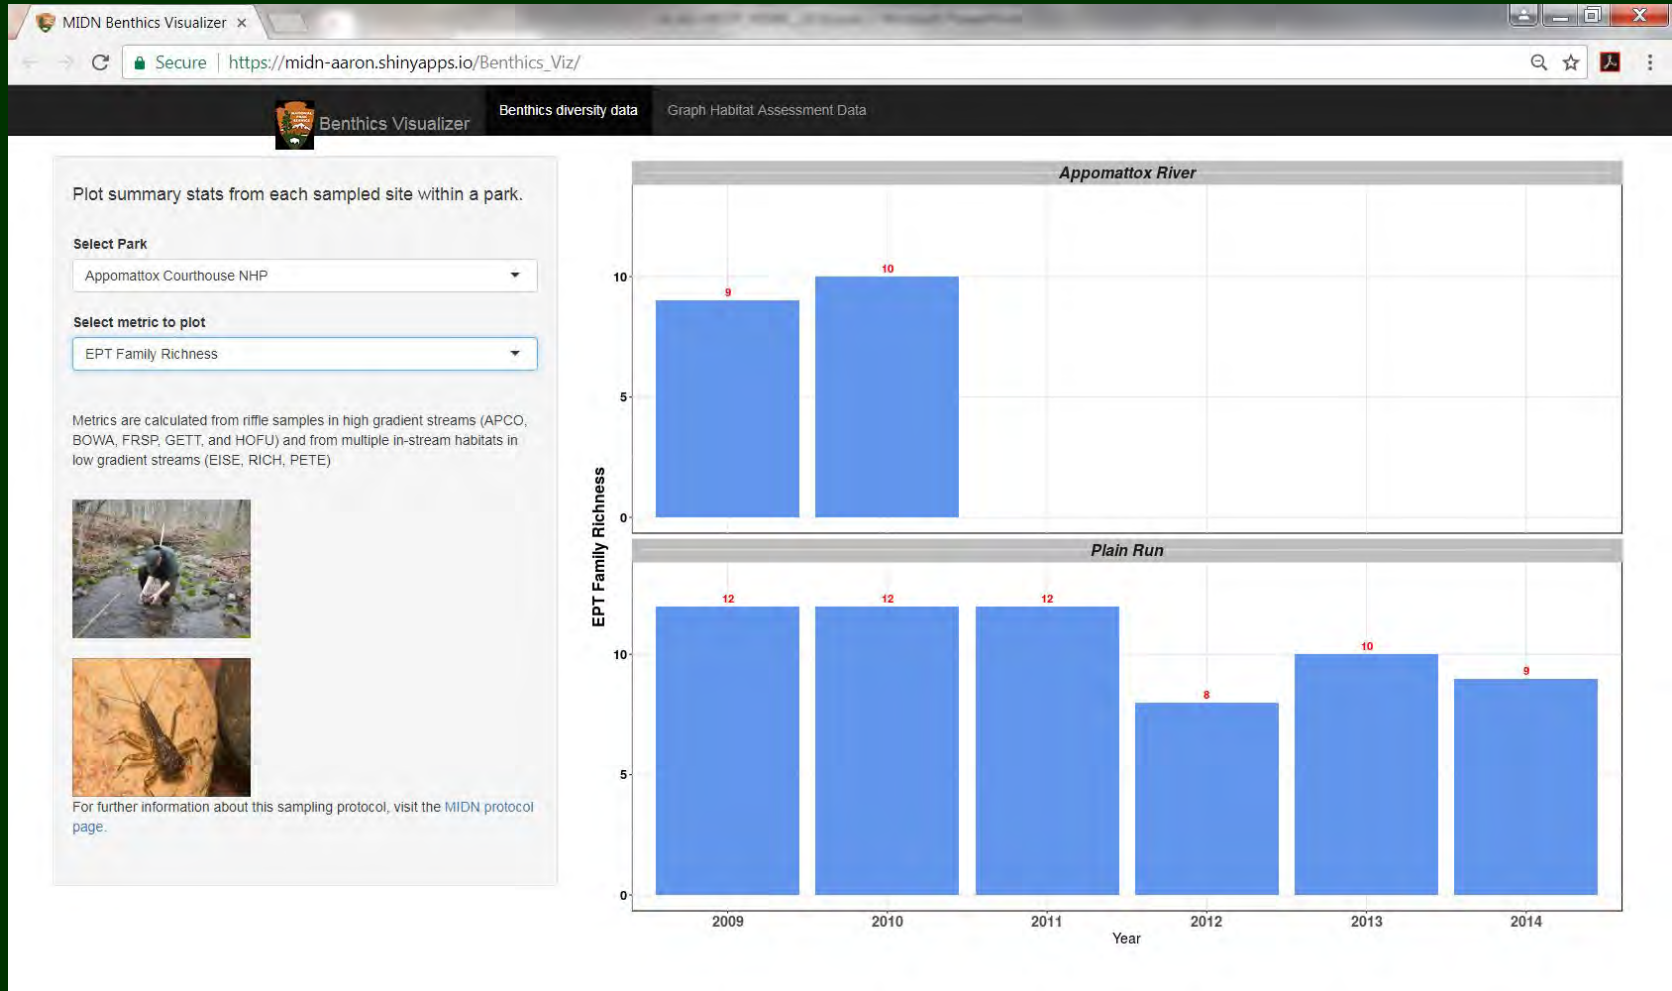 MIDN Benthics Visualizer
Secure
https://midn-aaron.shinyapps.io/Benthics_Viz/
Benthics Visualizer
Benthics diversity data
Graph Habitat Assessment Data
Plot summary stats from each sampled site within a park.
Select Park
Appomattox Courthouse NHP
Select metric to plot
EPT Family Richness
Metrics are calculated from riffle samples in high gradient streams (APCO,
BOWA, FRSP, GETT, and HOFU) and from multiple in-stream habitats in
low gradient streams (EISE, RICH, PETE)
For further information about this sampling protocol, visit the MIDN protocol
page.
EPT Family Richness
Appomattox River
10
5
0
9
10
Plain Run
10
5
0
12
12
12
8
10
9
2009
2010
2011
2012
2013
2014
Year